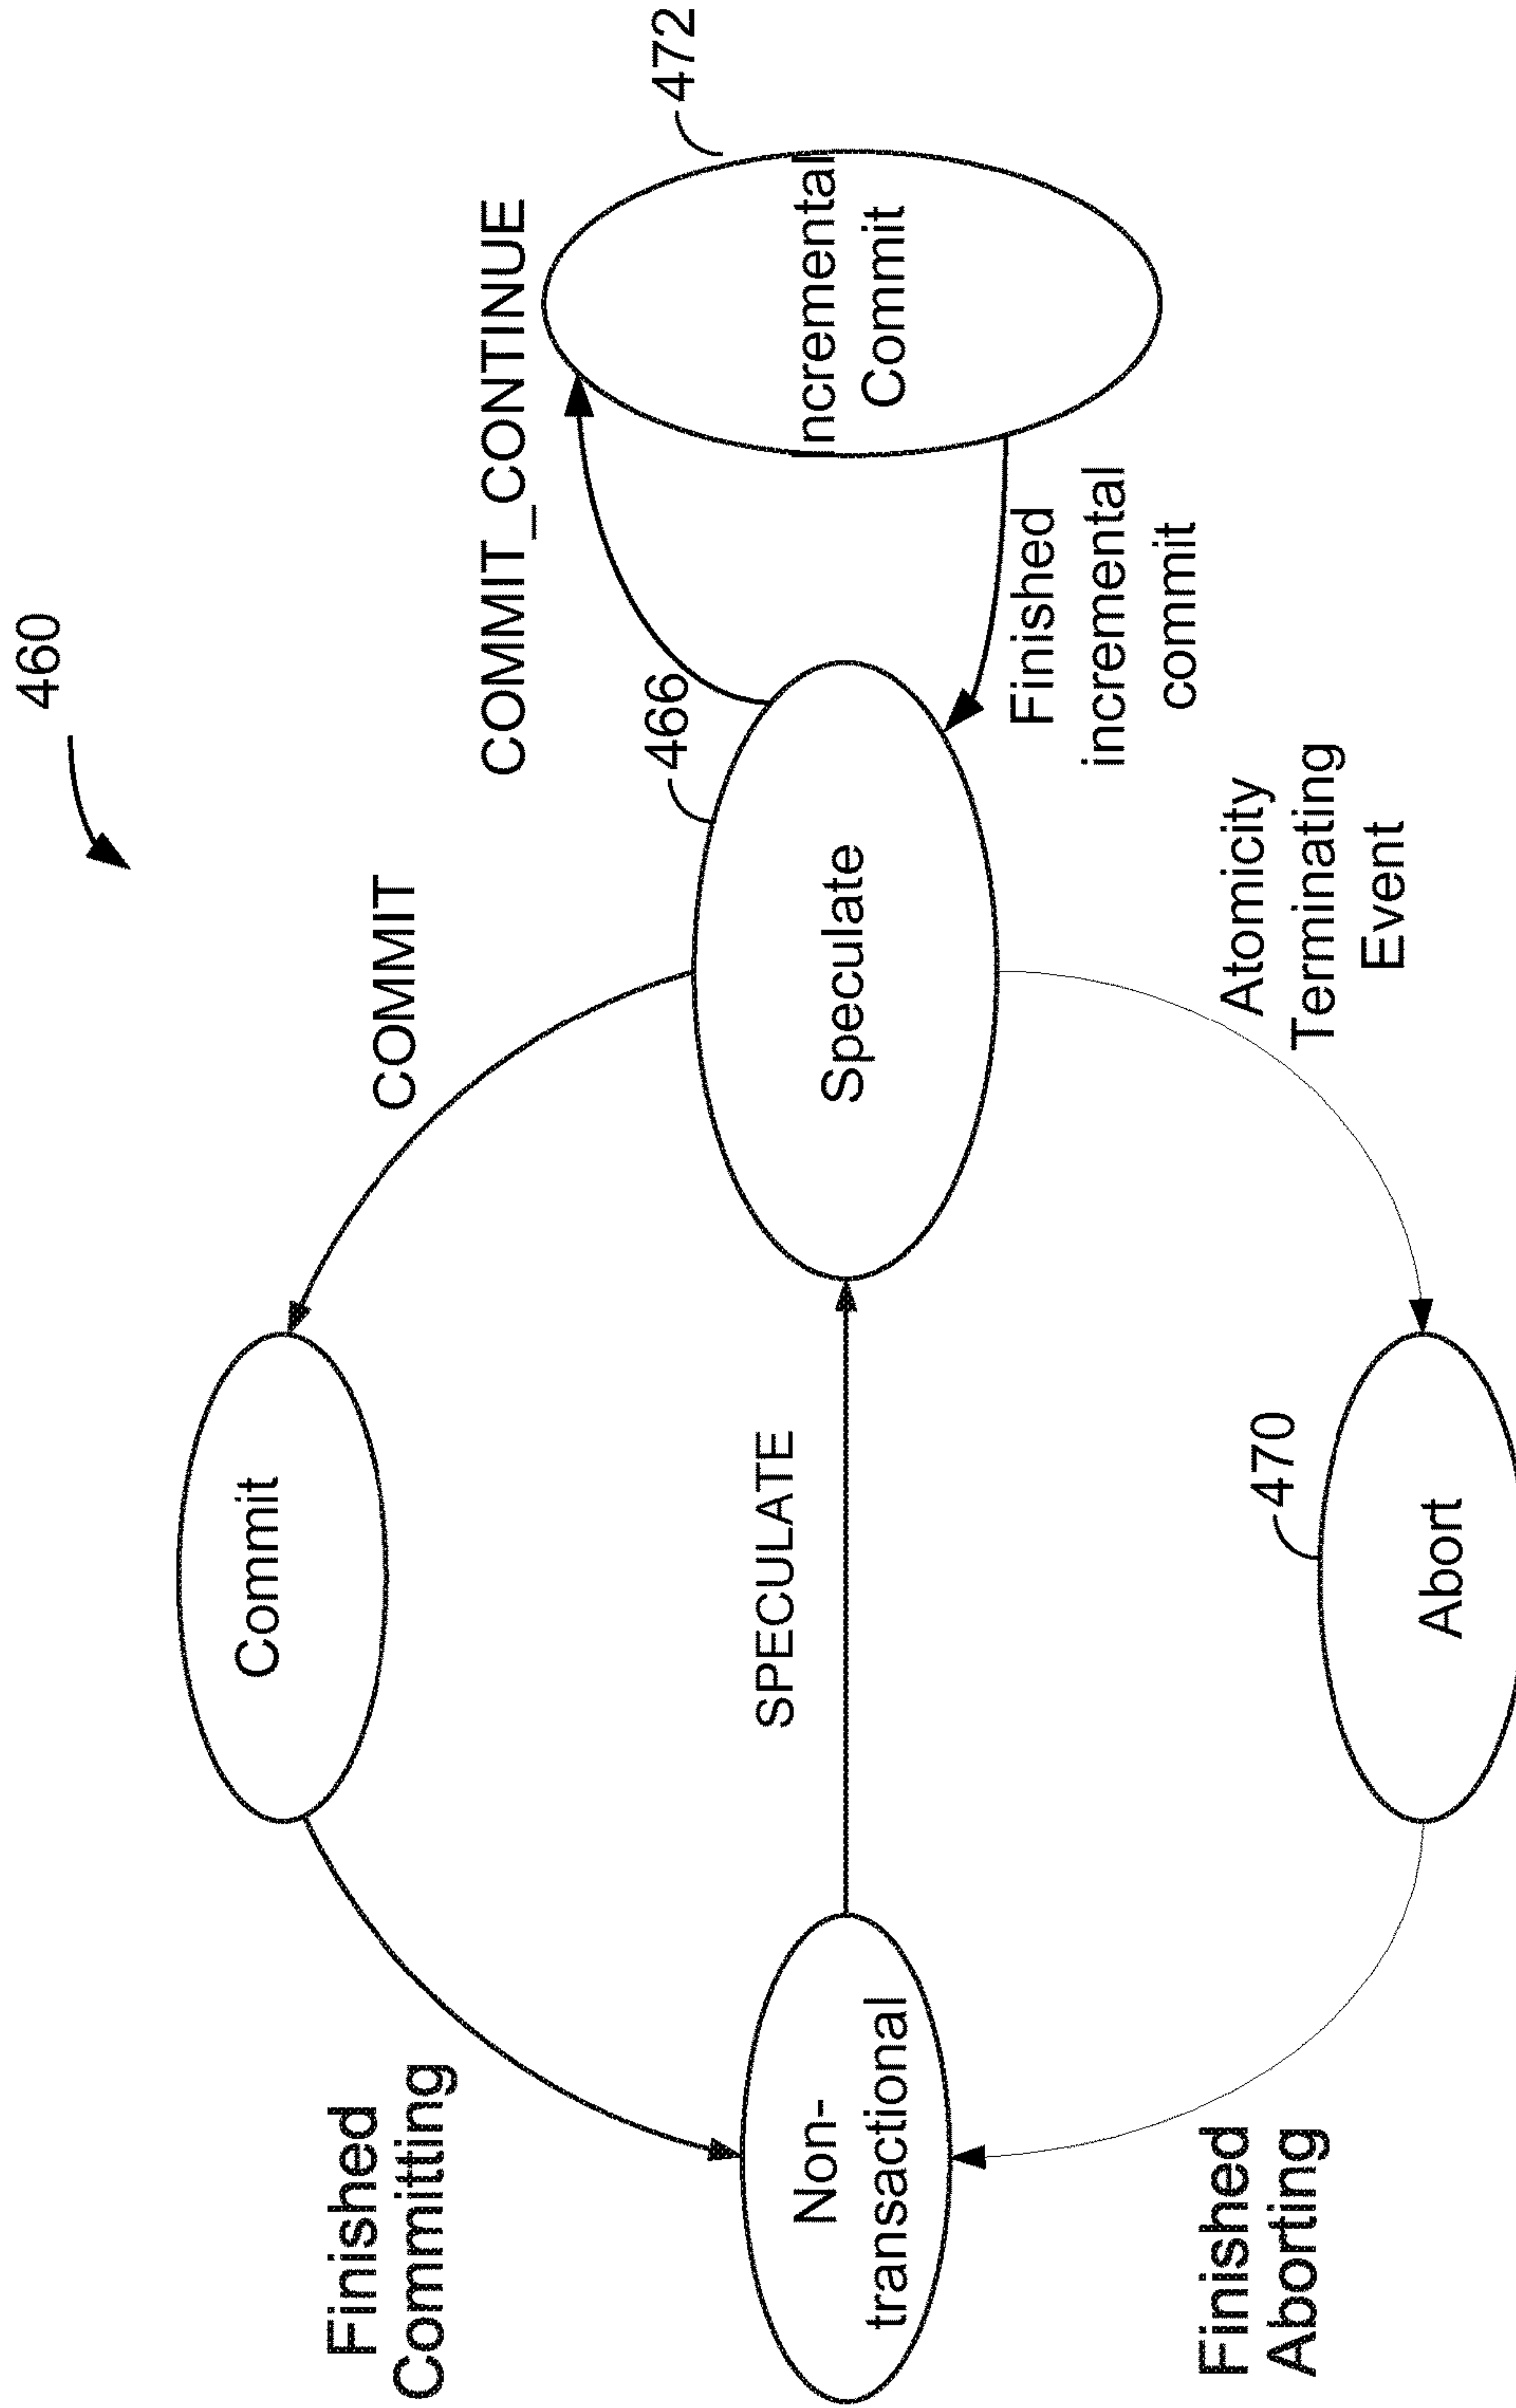 460
Finished
Committing
Commit
COMMIT
COMMIT_CONTINUE
472
466
Non-
transactional
SPECULATE
Speculate
Incremental
Commit
Finished
incremental
commit
470
Finished
Aborting
Abort
Atomicity
Terminating
Event